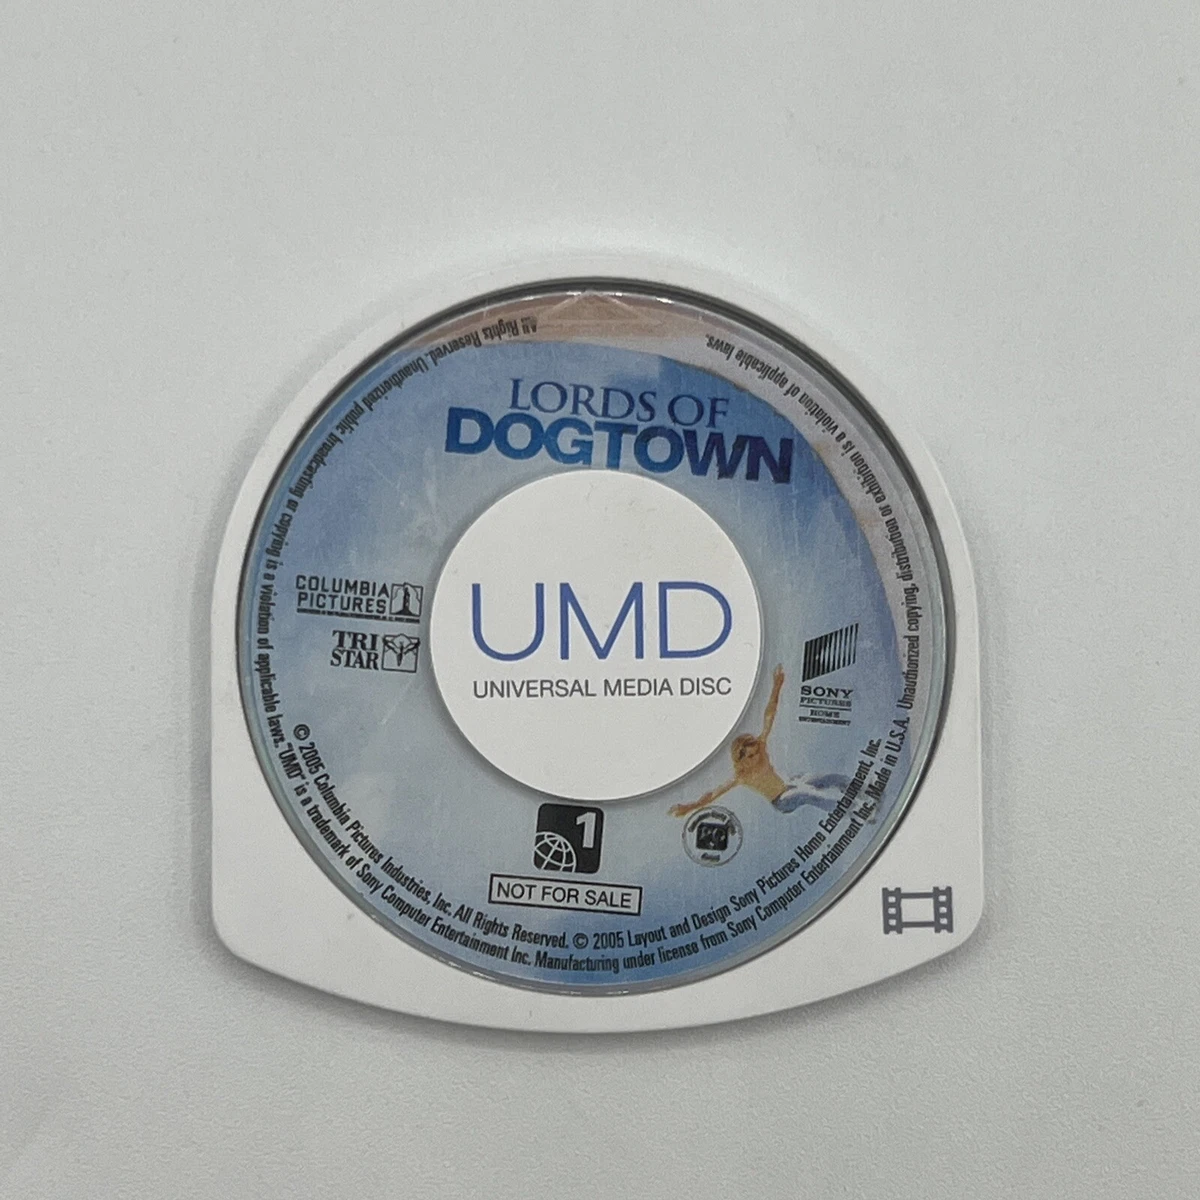 LORDS OF
DOGTOWN
COLUMBIA
PICTURES
TRI
STAR
UMD
UNIVERSAL MEDIA DISC
SONY
PICTURES
HOME
ENTERTAINMENT
1
NOT FOR SALE
© 2005 Columbia Pictures Industries, Inc. All Rights Reserved. © 2005 Layout and Design Sony Pictures Home Entertainment, Inc.
All Rights Reserved. Unauthorized public broadcasting or copying is a violation of applicable laws. "UMD" is a trademark of Sony Computer Entertainment Inc. Manufacturing under license from Sony Computer Entertainment Inc. Made in U.S.A. Unauthorized copying, distribution or exhibition is a violation of applicable laws.